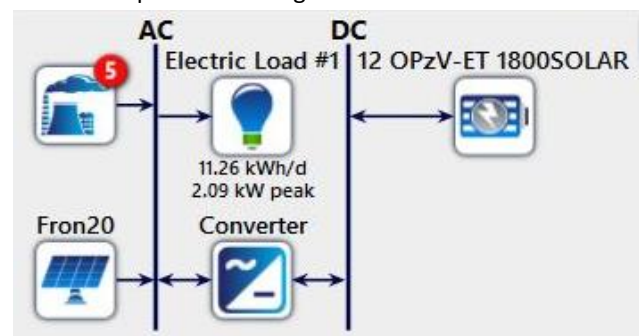 AC
DC
5
Electric Load #1
12 OPzV-ET 1800SOLAR
11.26 kWh/d
2.09 kW peak
Fron20
Converter